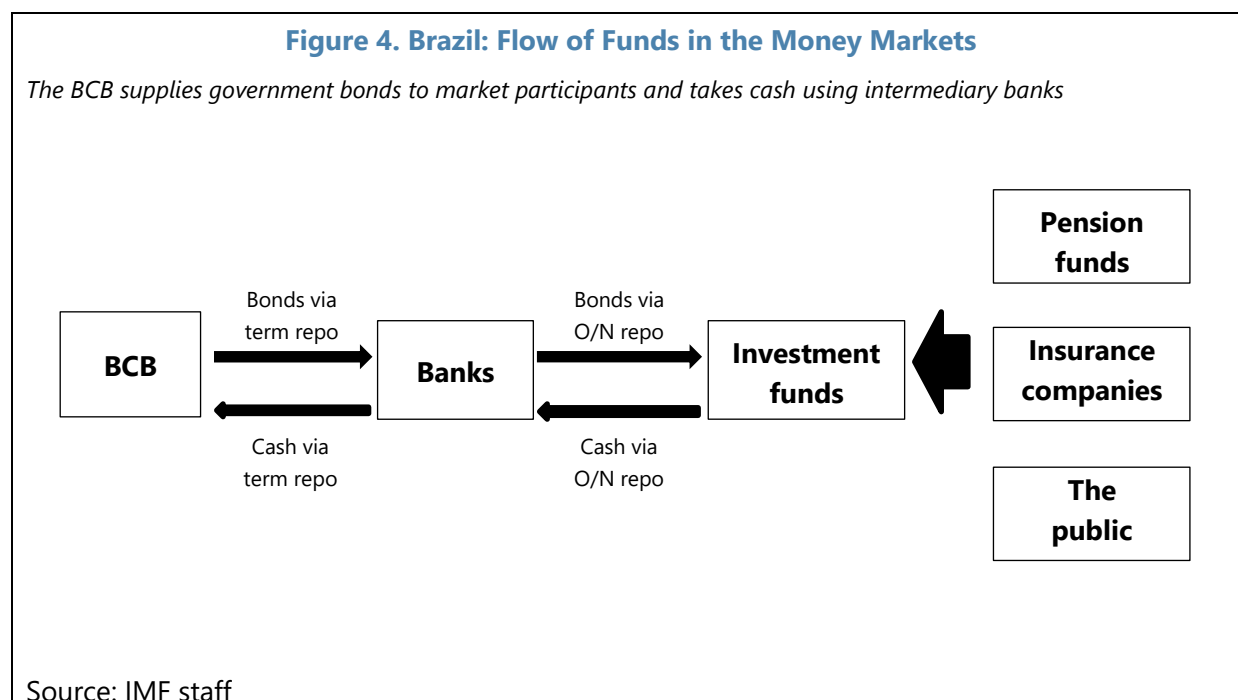 Figure 4. Brazil: Flow of Funds in the Money Markets
The BCB supplies government bonds to market participants and takes cash using intermediary banks
Pension
funds
Bonds via
term repo
Bonds via
O/N repo
BCB
Banks
Investment
funds
Insurance
companies
Cash via
term repo
Cash via
O/N repo
The
public
Source: IMF staff